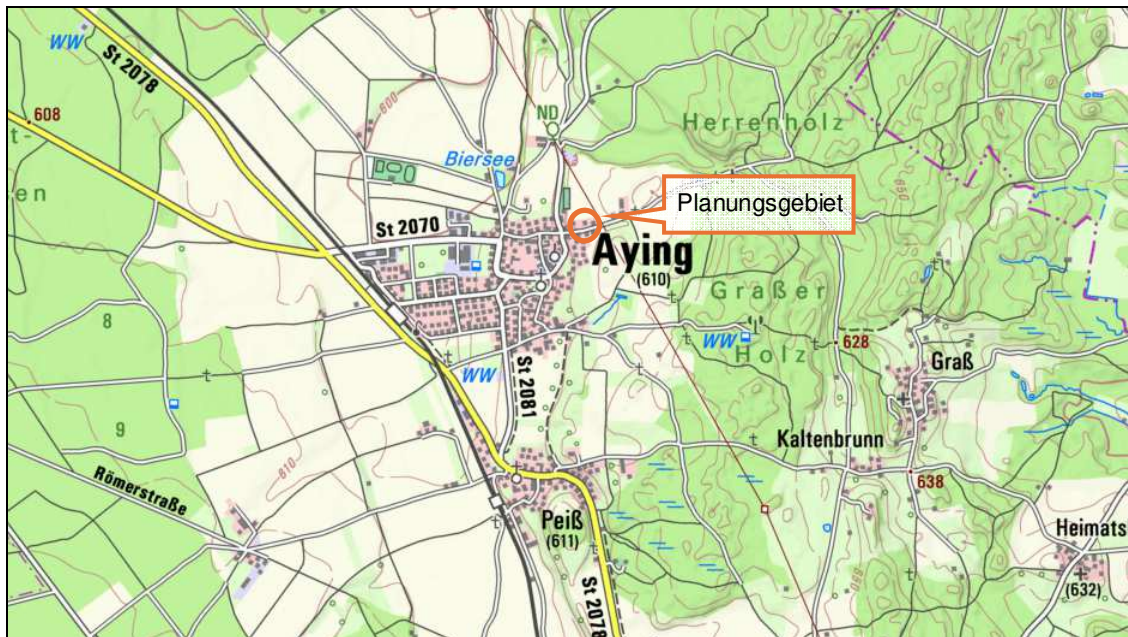 WW
St 2078
608
t-
en
600
ND
Herrenholz
Biersee
650
Planungsgebiet
St 2070
Aying
(610)
Graßer
Holz
WW
628
Graß
8
WW
St 2081
9
610
Kaltenbrunn
Römerstraße
638
Peiß
(611)
Heimats
(632)
St 2078